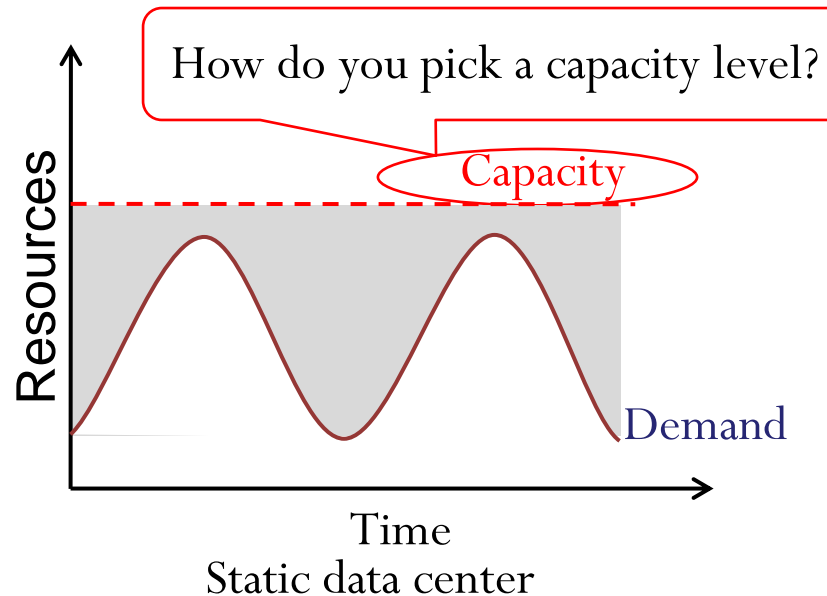 How do you pick a capacity level?
Capacity
Resources
Demand
Time
Static data center